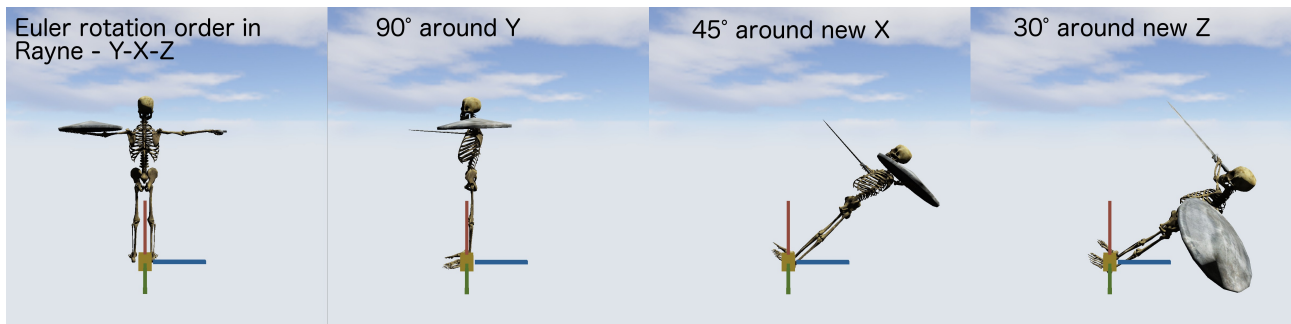 Euler rotation order in
Rayne - Y-X-Z
90° around Y
45° around new X
30° around new Z